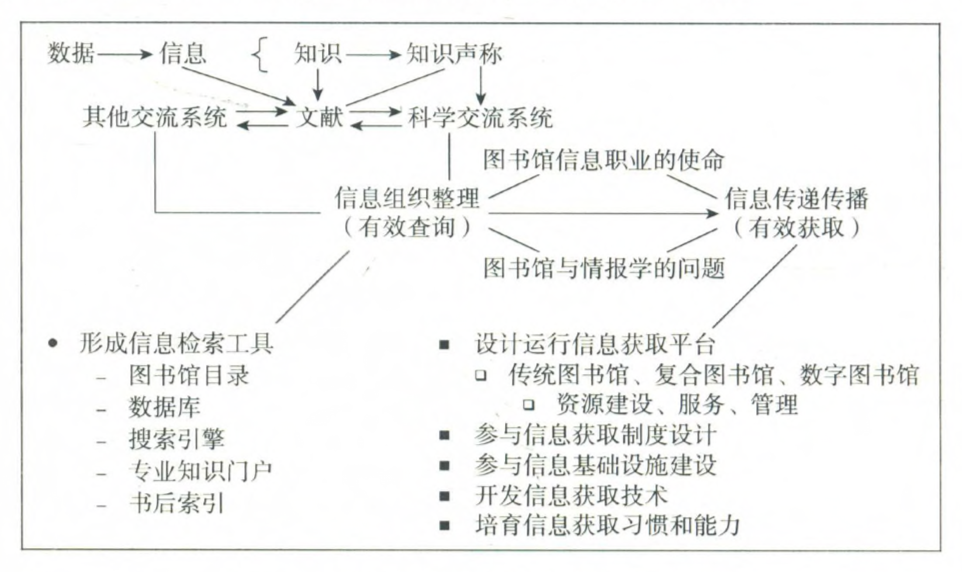 数据 信息 { 知识 知识声称
其他交流系统 文献 科学交流系统
图书馆信息职业的使命
信息组织整理 信息传递传播
（有效查询） （有效获取）
图书馆与情报学的问题
● 形成信息检索工具
– 图书馆目录
– 数据库
– 搜索引擎
– 专业知识门户
– 书后索引
■ 设计运行信息获取平台
□ 传统图书馆、复合图书馆、数字图书馆
□ 资源建设、服务、管理
■ 参与信息获取制度设计
■ 参与信息基础设施建设
■ 开发信息获取技术
■ 培育信息获取习惯和能力